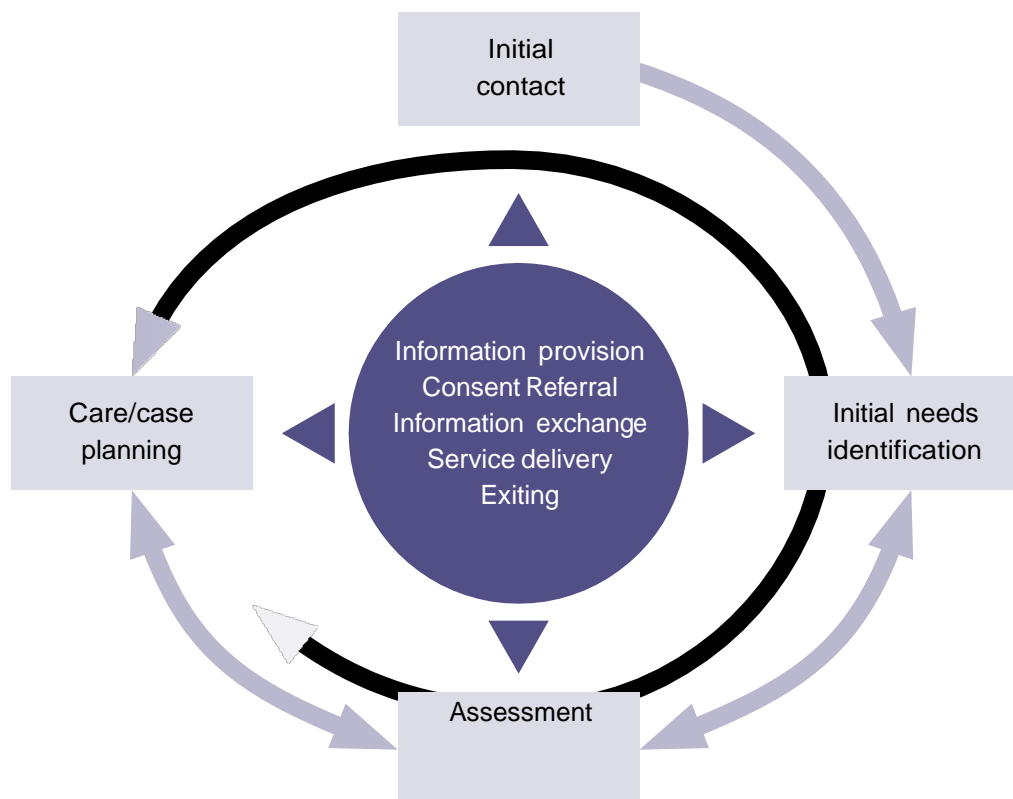 Initial
contact
Information provision
Consent Referral
Information exchange
Service delivery
Exiting
Care/case
planning
Initial needs
identification
Assessment